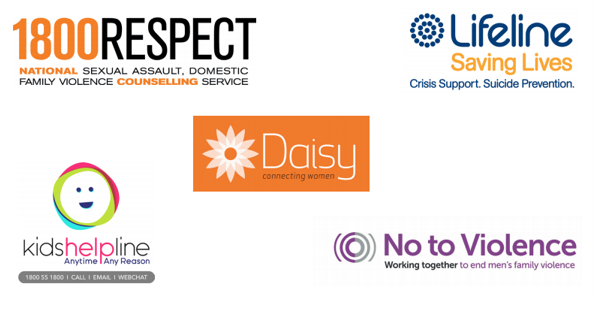 1800RESPECT
NATIONAL SEXUAL ASSAULT, DOMESTIC
FAMILY VIOLENCE COUNSELLING SERVICE
Lifeline
Saving Lives
Crisis Support. Suicide Prevention.
Daisy
connecting women
kidshelpline
Anytime Any Reason
1800 55 1800 | CALL | EMAIL | WEBCHAT
No to Violence
Working together to end men's family violence